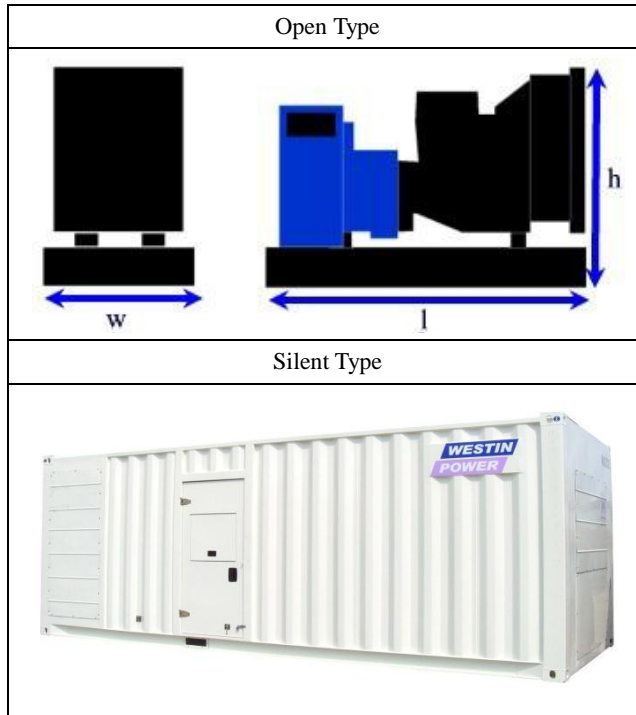 Open Type
h
w
l
Silent Type
WESTIN
POWER